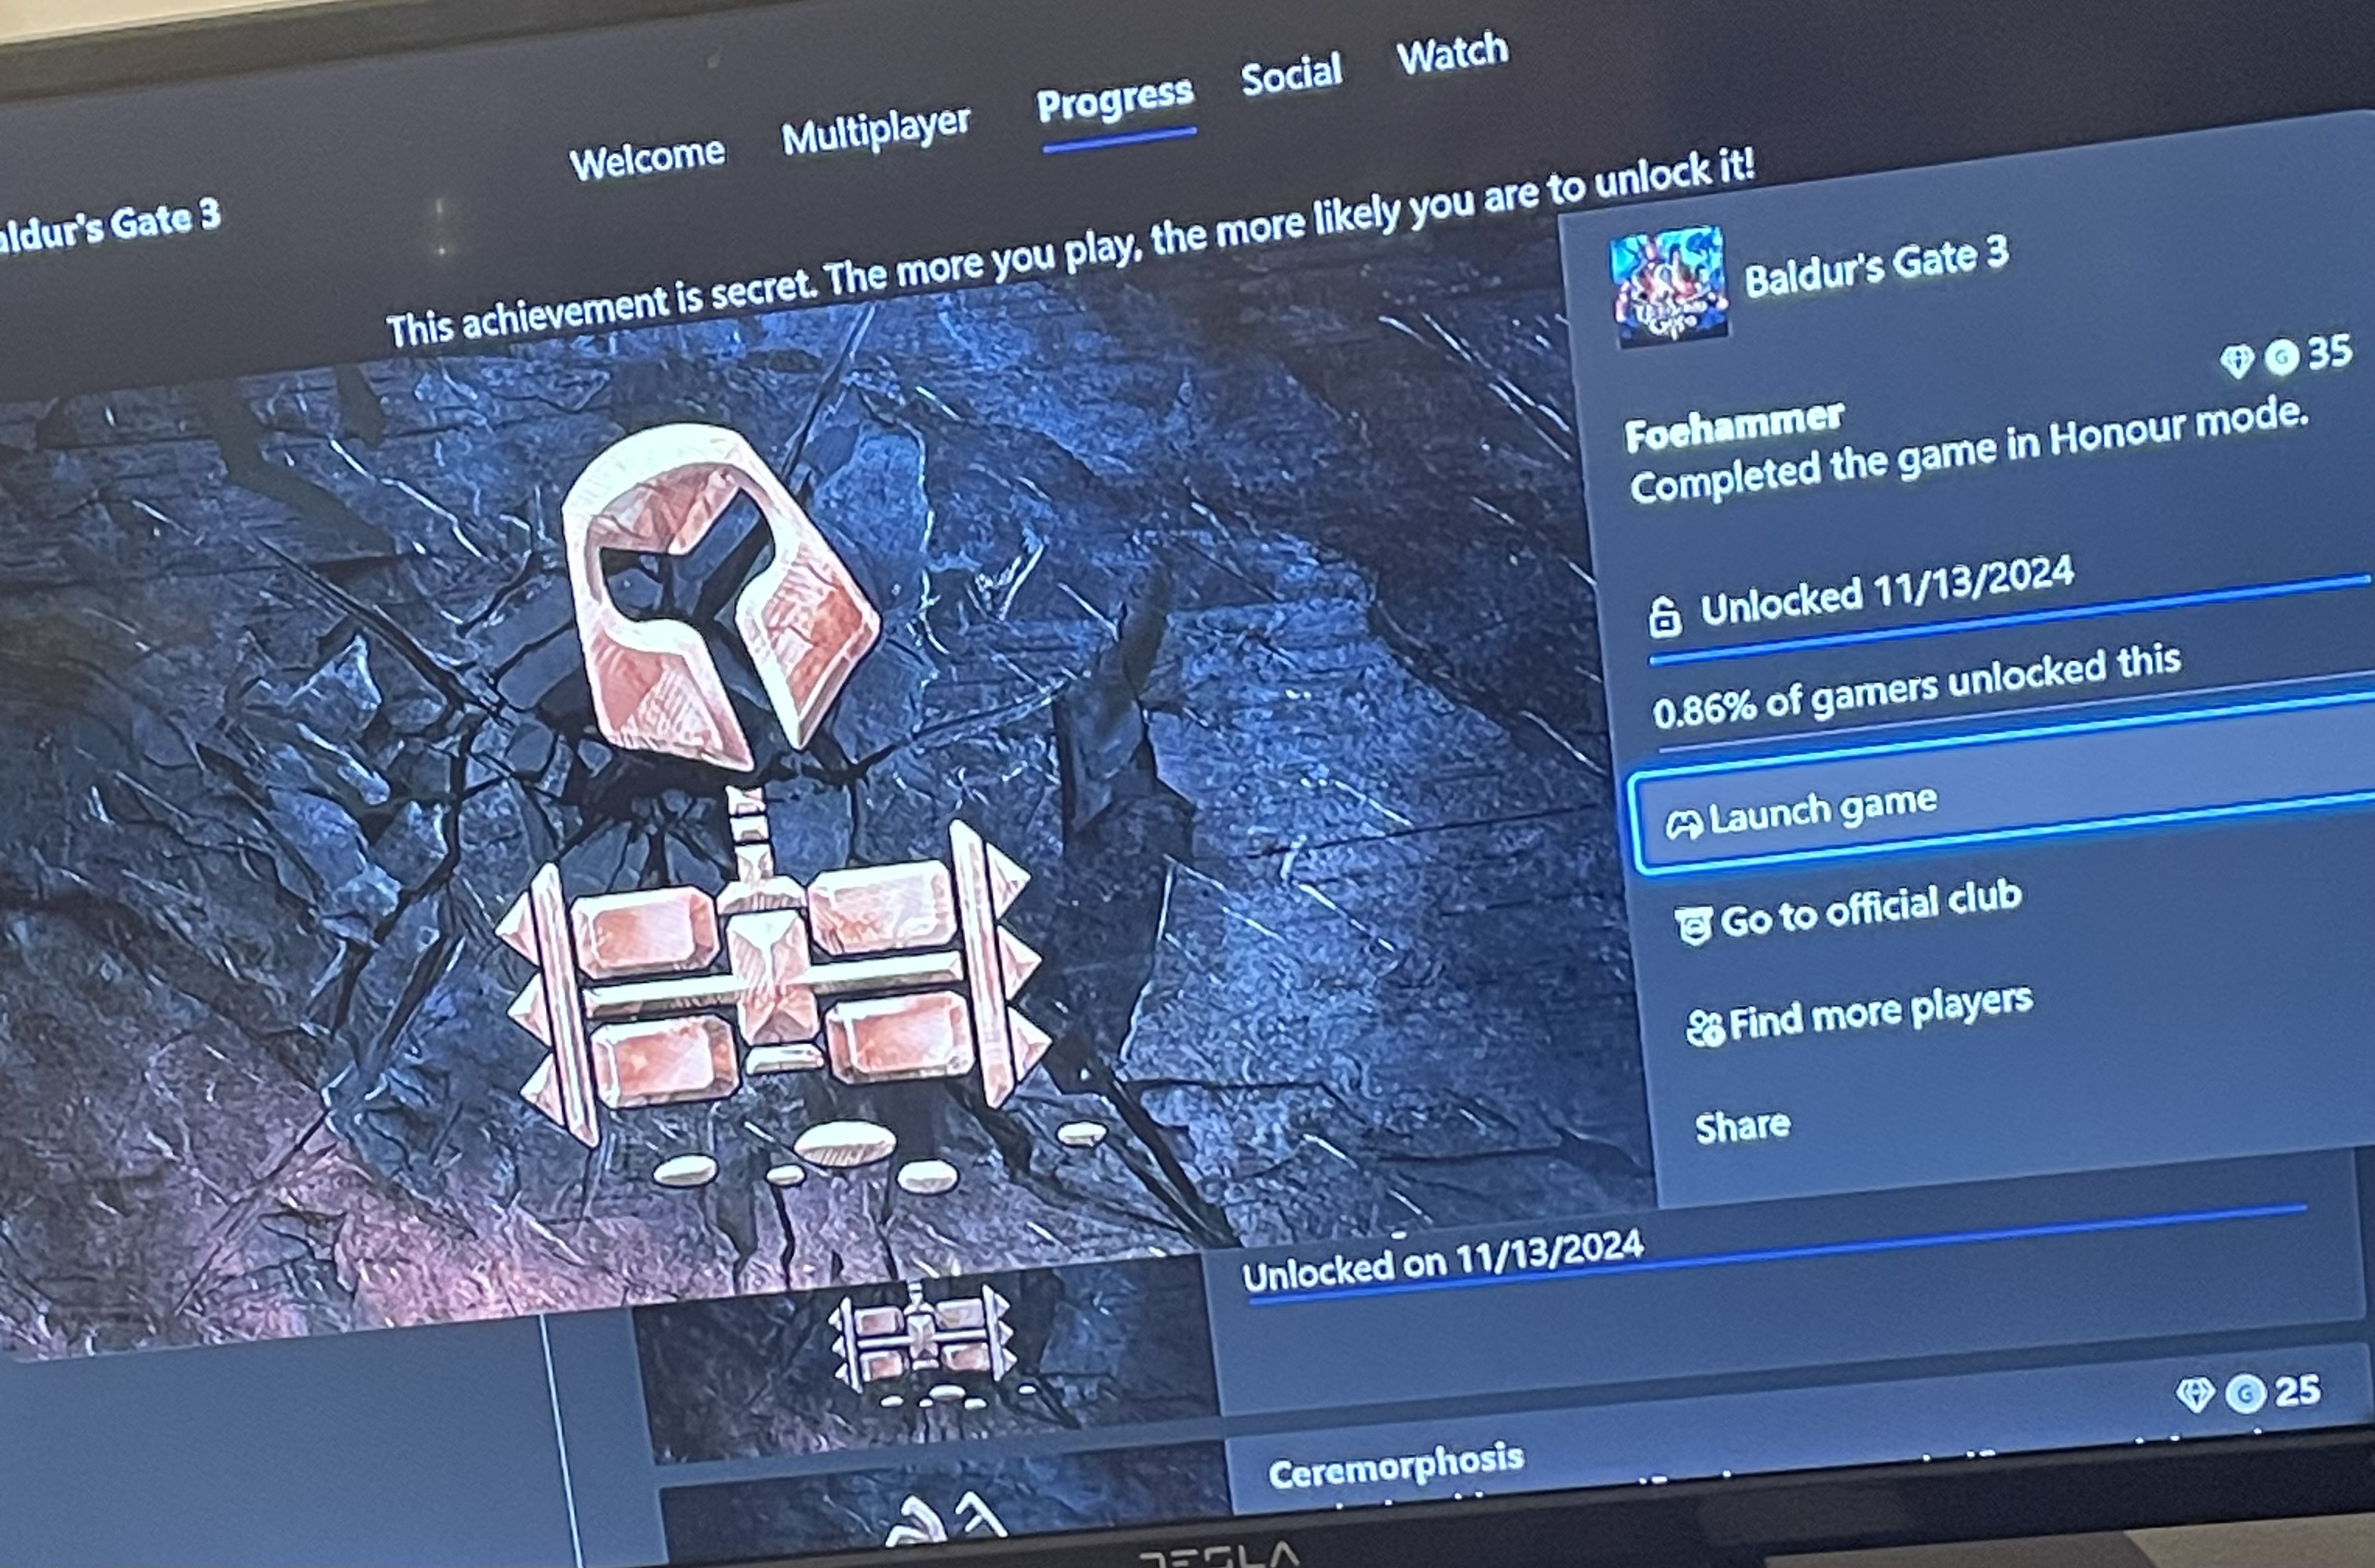 Welcome
Multiplayer
Progress
Social
Watch
aldur's Gate 3
This achievement is secret. The more you play, the more likely you are to unlock it!
Baldur's Gate 3
G 35
Foehammer
Completed the game in Honour mode.
Unlocked 11/13/2024
0.86% of gamers unlocked this
Launch game
Go to official club
Find more players
Share
Unlocked on 11/13/2024
G 25
Ceremorphosis
TESLA